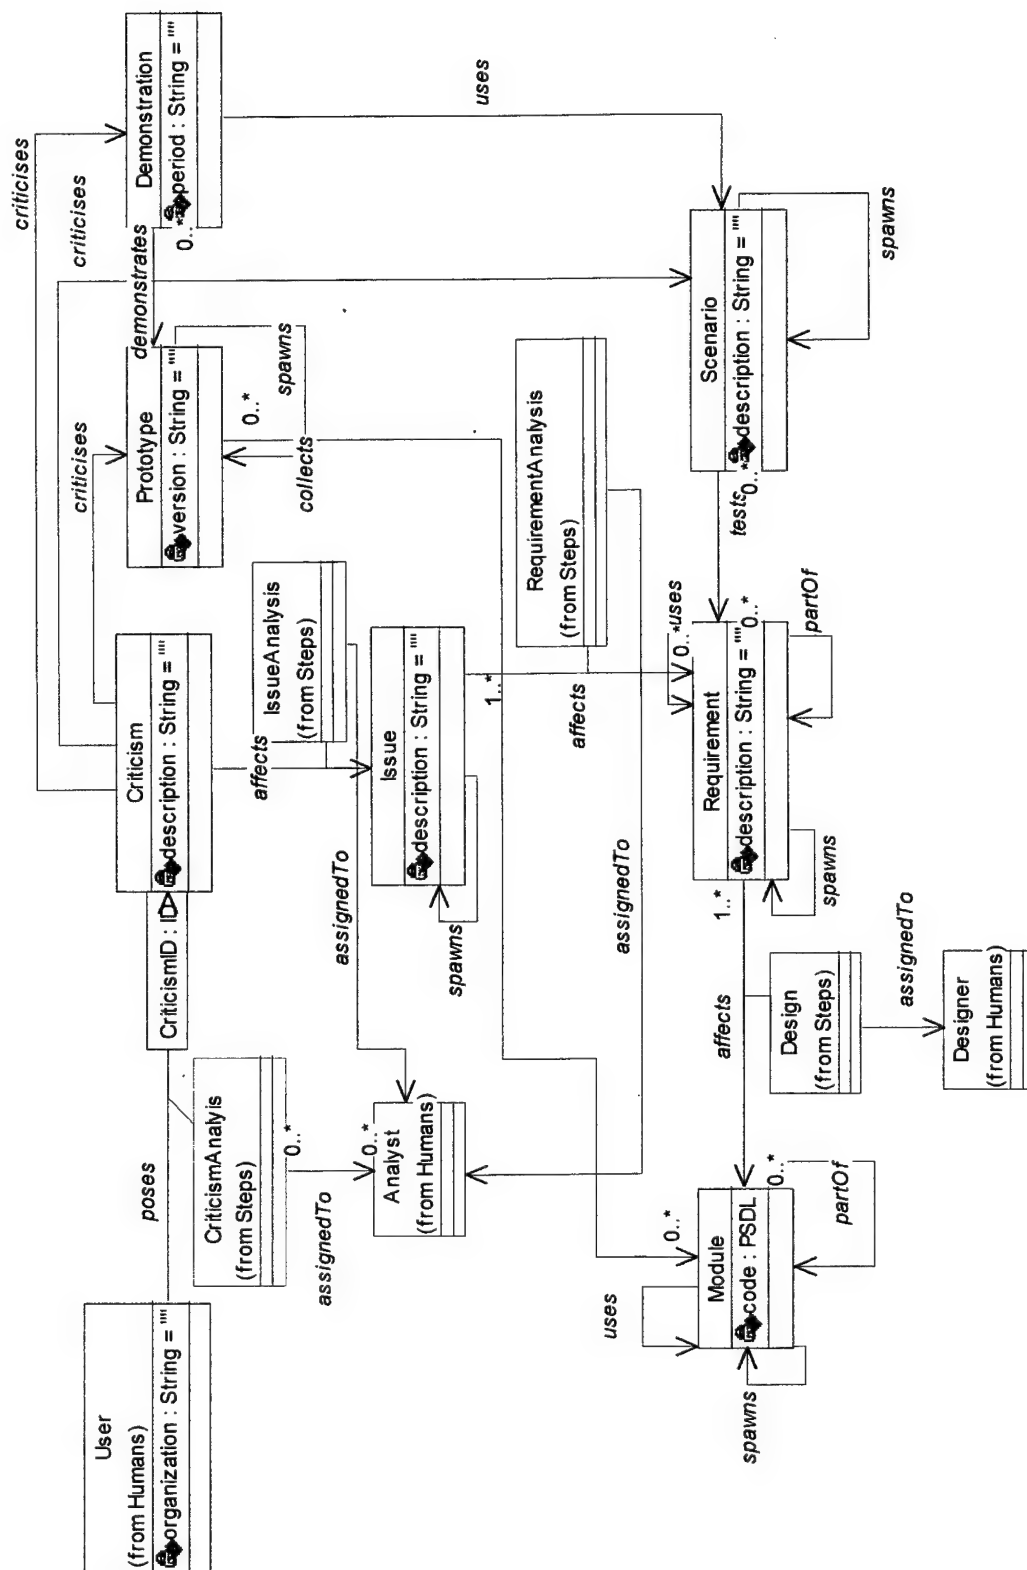 User
(from Humans)
organization : String = ""
poses
CriticismAnalyis
(from Steps)
0..*
assignedTo
0..*
Analyst
(from Humans)
CriticismID : ID
Criticism
description : String = ""
criticises
criticises
criticises
affects
IssueAnalysis
(from Steps)
assignedTo
Issue
description : String = ""
spawns
1..*
affects
Prototype
version : String = ""
spawns
collects
0..*
demonstrates
0..*
Demonstration
period : String = ""
uses
RequirementAnalysis
(from Steps)
assignedTo
Scenario
description : String = ""
spawns
tests
0..*
0..*
uses
0..*
Requirement
description : String = ""
partOf
spawns
1..*
affects
Design
(from Steps)
assignedTo
Designer
(from Humans)
0..*
0..*
Module
code : PSDL
uses
spawns
partOf